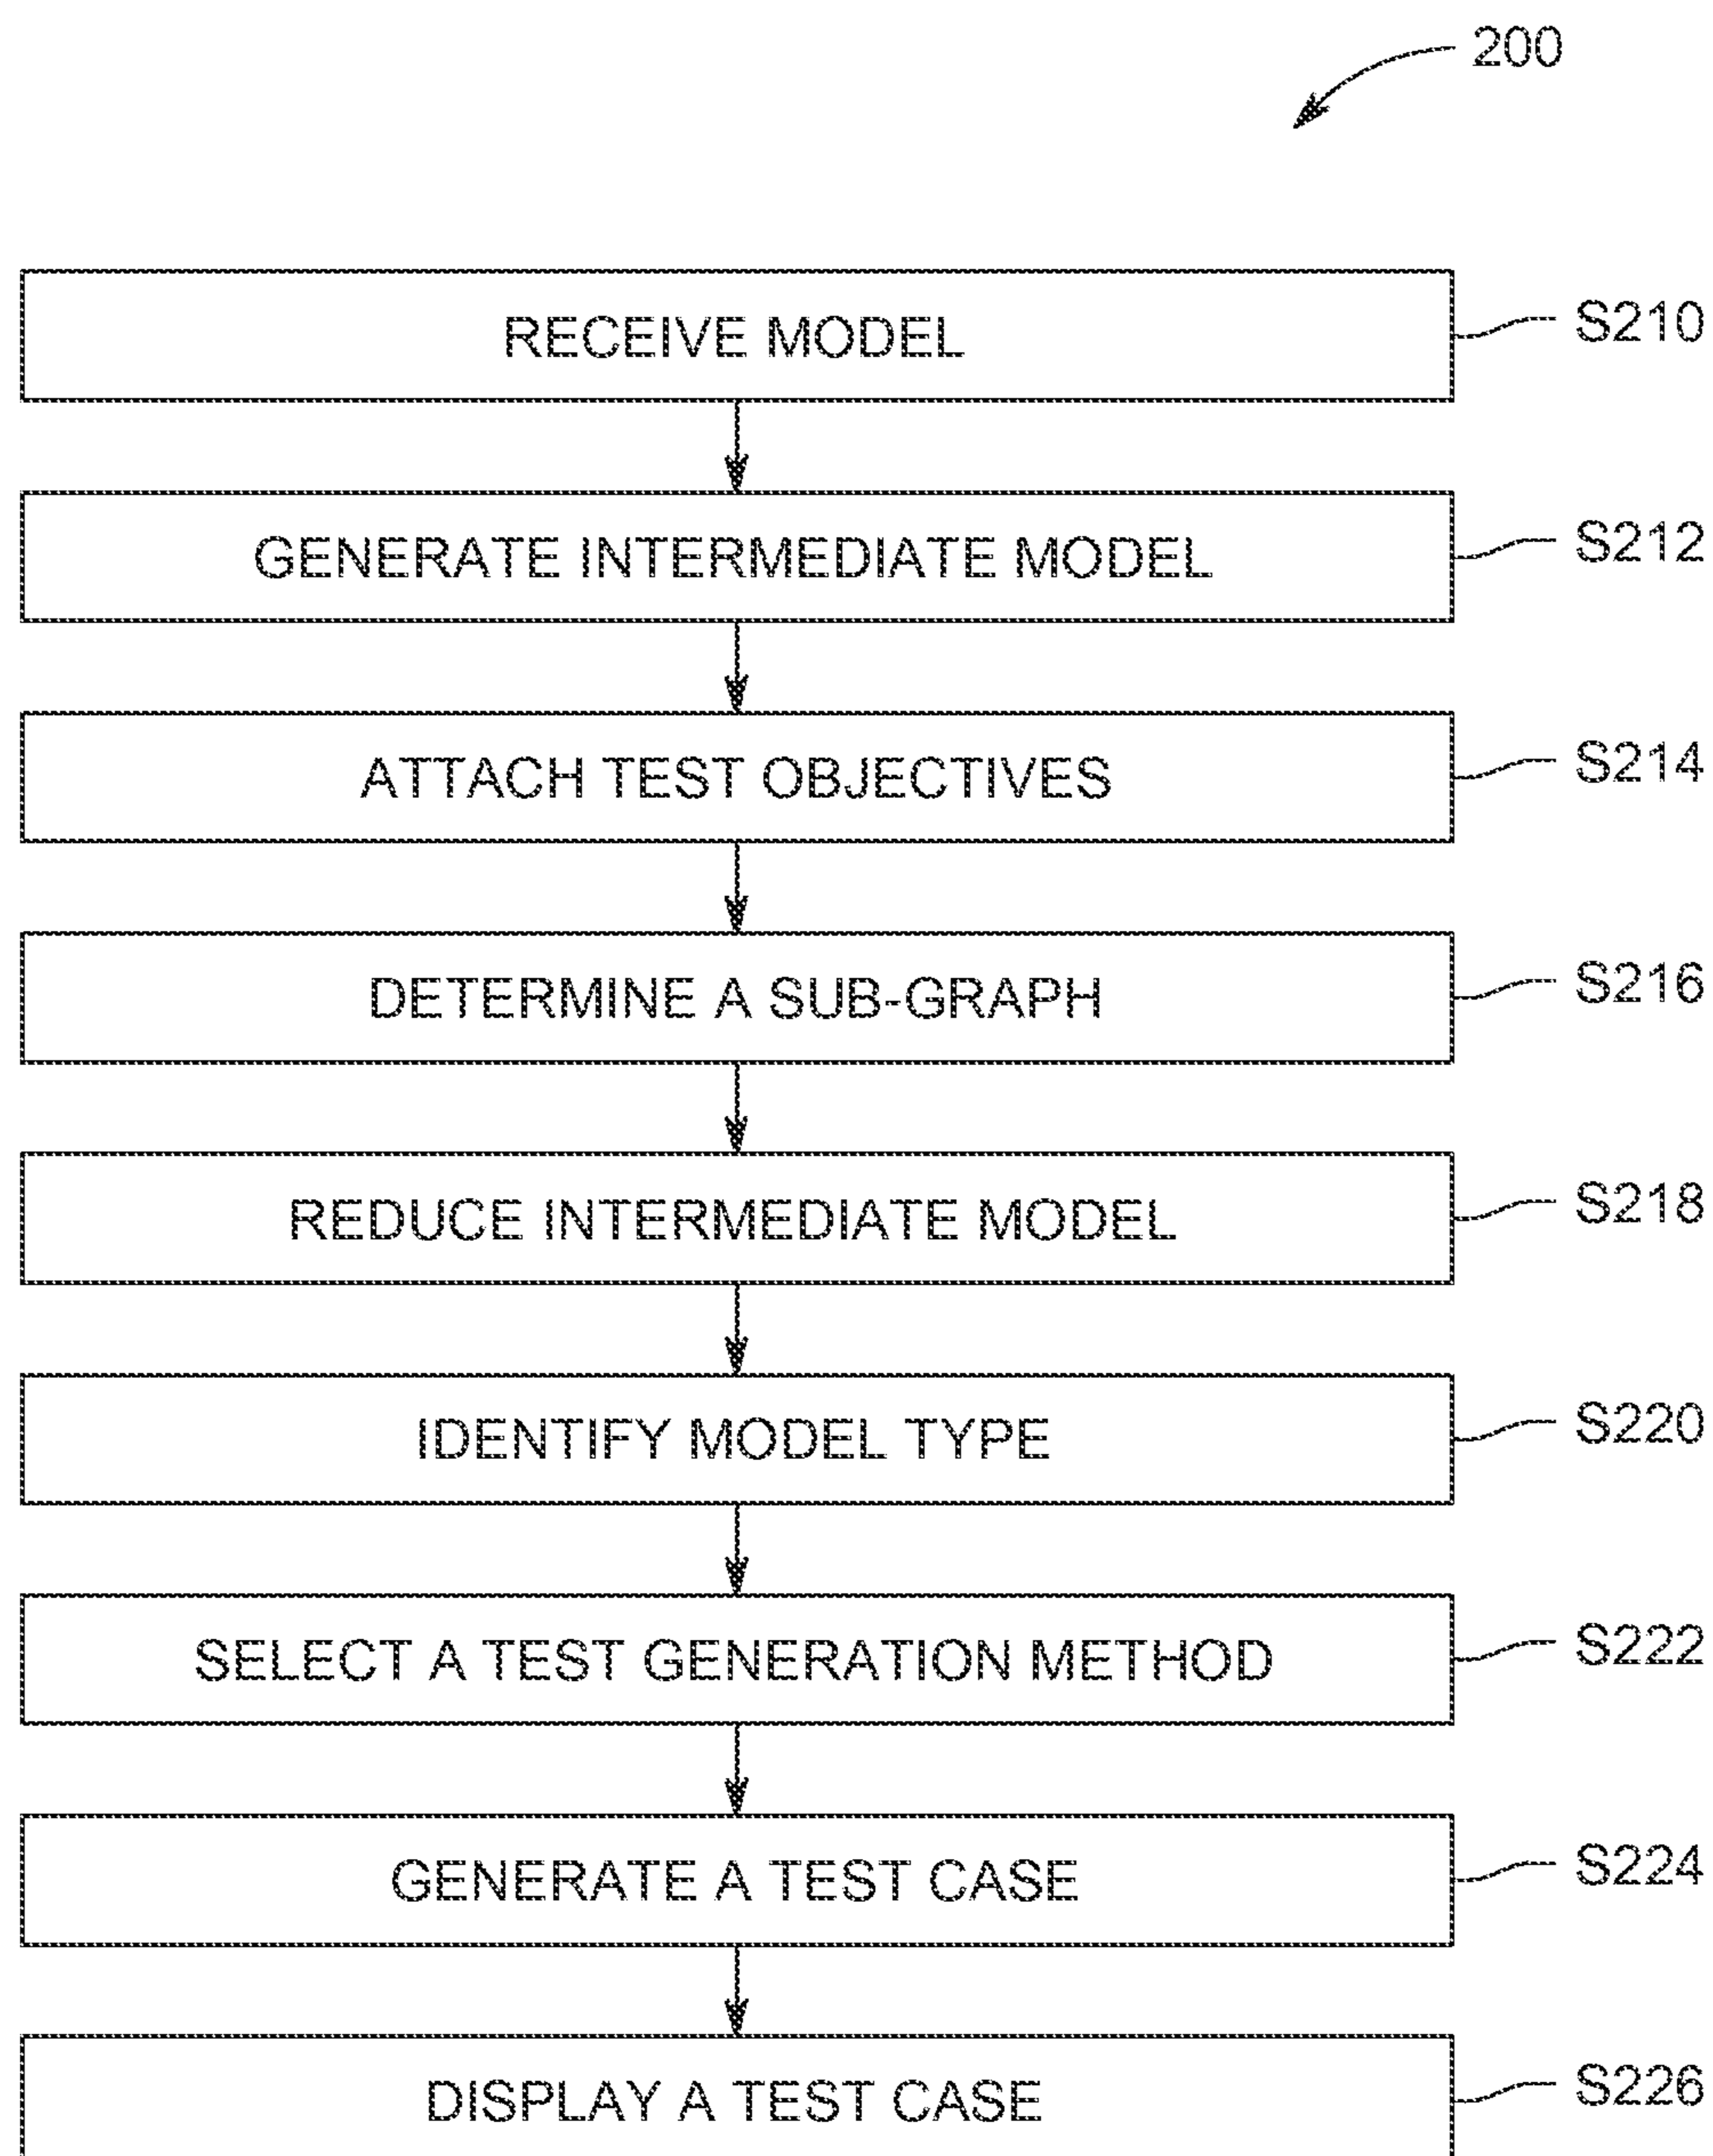 200
RECEIVE MODEL
S210
GENERATE INTERMEDIATE MODEL
S212
ATTACH TEST OBJECTIVES
S214
DETERMINE A SUB-GRAPH
S216
REDUCE INTERMEDIATE MODEL
S218
IDENTIFY MODEL TYPE
S220
SELECT A TEST GENERATION METHOD
S222
GENERATE A TEST CASE
S224
DISPLAY A TEST CASE
S226